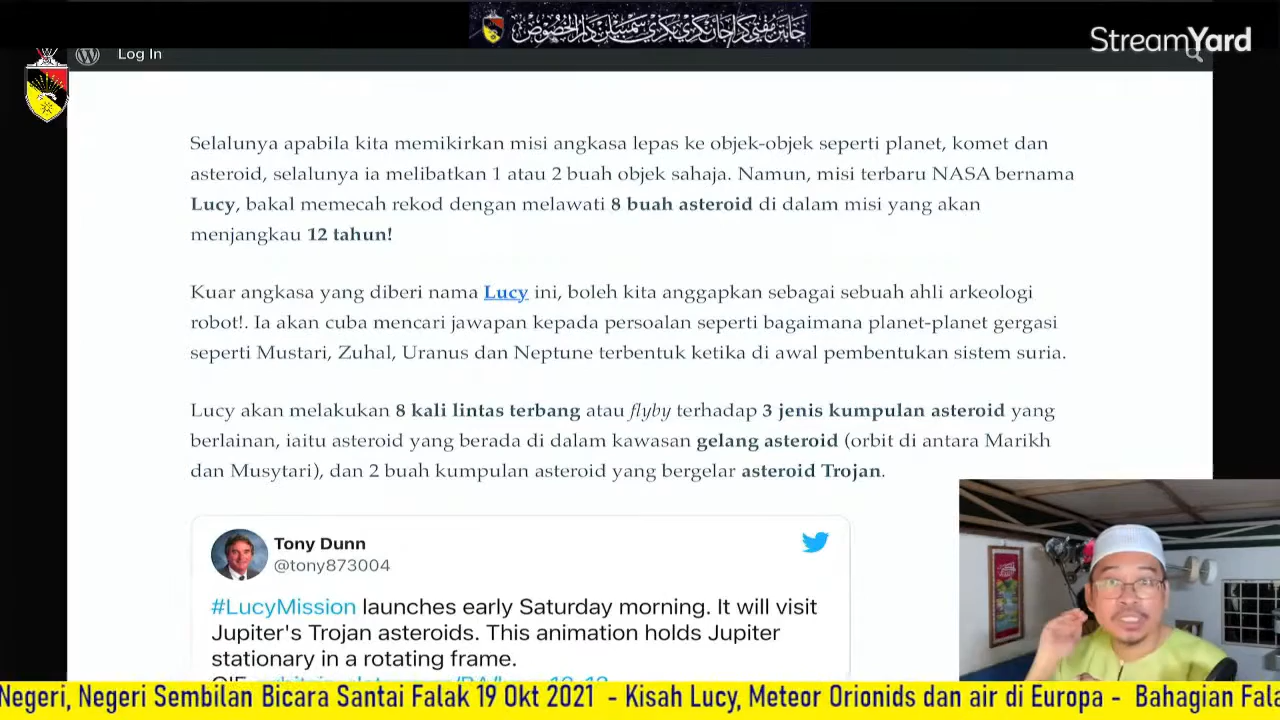 جابتن مفتي كراجاءن نݢري نݢري سمبيلن دارالخصوص
StreamYard
Log In
Selalunya apabila kita memikirkan misi angkasa lepas ke objek-objek seperti planet, komet dan
asteroid, selalunya ia melibatkan 1 atau 2 buah objek sahaja. Namun, misi terbaru NASA bernama
Lucy, bakal memecah rekod dengan melawati 8 buah asteroid di dalam misi yang akan
menjangkau 12 tahun!
Kuar angkasa yang diberi nama Lucy ini, boleh kita anggapkan sebagai sebuah ahli arkeologi
robot!. Ia akan cuba mencari jawapan kepada persoalan seperti bagaimana planet-planet gergasi
seperti Mustari, Zuhal, Uranus dan Neptune terbentuk ketika di awal pembentukan sistem suria.
Lucy akan melakukan 8 kali lintas terbang atau flyby terhadap 3 jenis kumpulan asteroid yang
berlainan, iaitu asteroid yang berada di dalam kawasan gelang asteroid (orbit di antara Marikh
dan Musytari), dan 2 buah kumpulan asteroid yang bergelar asteroid Trojan.
Tony Dunn
@tony873004
#LucyMission launches early Saturday morning. It will visit
Jupiter's Trojan asteroids. This animation holds Jupiter
stationary in a rotating frame.
Negeri, Negeri Sembilan Bicara Santai Falak 19 Okt 2021 - Kisah Lucy, Meteor Orionids dan air di Europa - Bahagian Fala